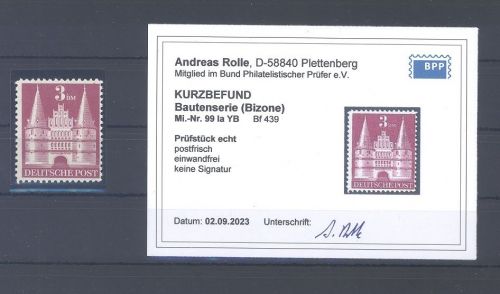 3 DM
DEUTSCHE POST
Andreas Rolle, D-58840 Plettenberg
Mitglied im Bund Philatelistischer Prüfer e.V.
BPP
KURZBEFUND
Bautenserie (Bizone)
Mi.-Nr. 99 Ia YB Bf 439
Prüfstück echt
postfrisch
einwandfrei
keine Signatur
3 DM
DEUTSCHE POST
Datum: 02.09.2023 Unterschrift: